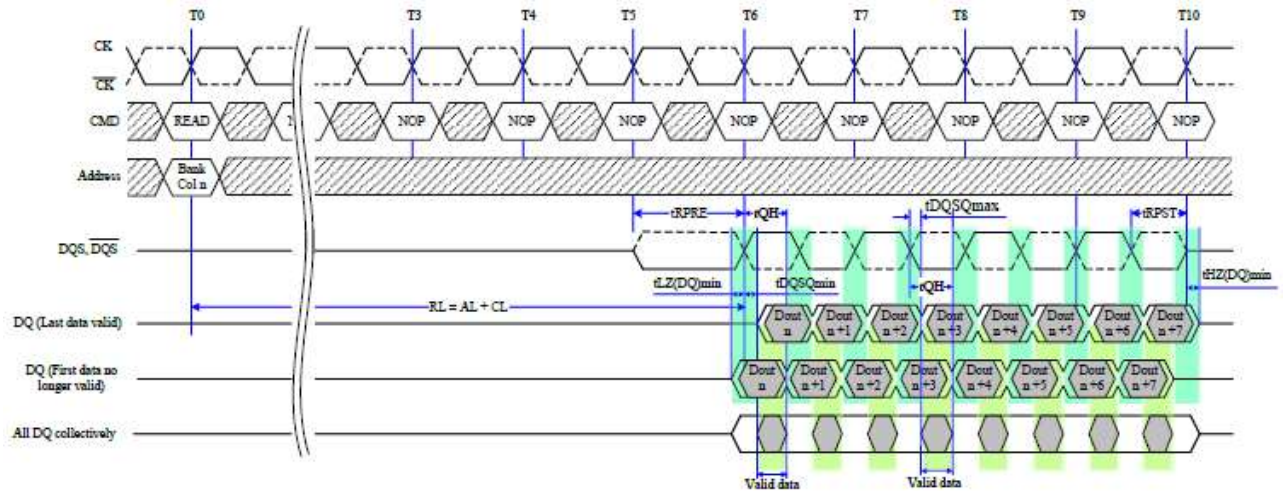 T0 T3 T4 T5 T6 T7 T8 T9 T10
CK
CK
CMD READ NOP NOP NOP NOP NOP NOP NOP NOP
Address Bank
Col n
tRPRE tQH tDQSQmax tRPST
DQS, DQS
tLZ(DQ)min tDQSQmin tQH tHZ(DQ)min
RL = AL + CL
DQ (Last data valid) Dout n Dout n+1 Dout n+2 Dout n+3 Dout n+4 Dout n+5 Dout n+6 Dout n+7
DQ (First data no
longer valid) Dout n Dout n+1 Dout n+2 Dout n+3 Dout n+4 Dout n+5 Dout n+6 Dout n+7
All DQ collectively
Valid data Valid data